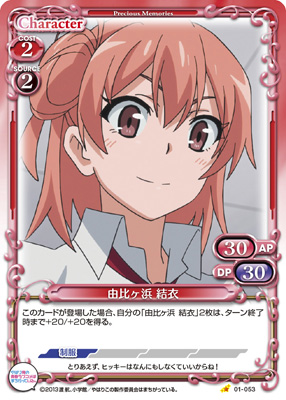 Precious Memories
Character
COST
2
SOURCE
2
由比ヶ浜 結衣
30 AP
DP 30
このカードが登場した場合、自分の「由比ヶ浜 結衣」2枚は、ターン終了
時まで+20/+20を得る。
制服
とりあえず、ヒッキーはなんにもしなくていいからね!
©2013 渡 航、小学館/やはりこの製作委員会はまちがっている。
01-053